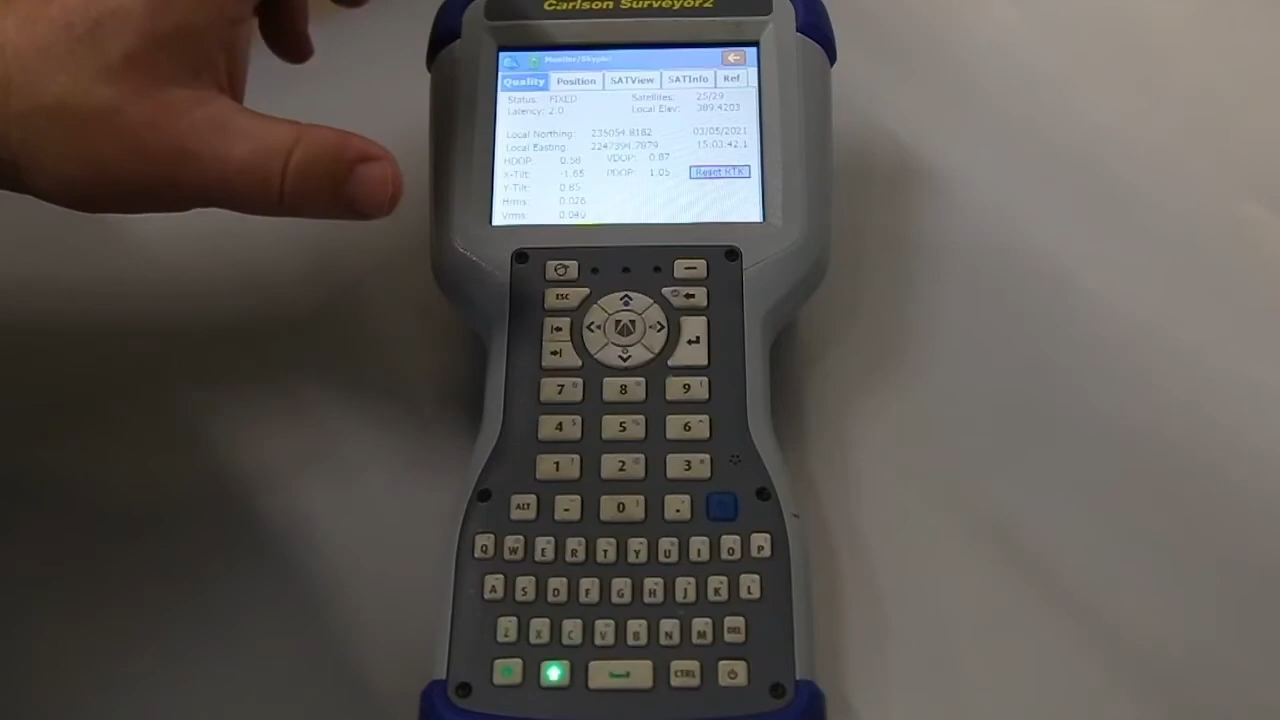 Carlson Surveyor2
Monitor/Skyplot
Quality Position SATView SATInfo Ref
Status: FIXED Satellites: 25/29
Latency: 2.0 Local Elev: 389.4203
Local Northing: 235054.8182 03/05/2021
Local Easting 2247394.7879 15:03:42.1
HDOP: 0.58 VDOP: 0.87
X-Tilt: -1.65 PDOP: 1.05 Reset RTK
Y-Tilt: 0.85
Hrms: 0.026
Vrms: 0.040
ESC
7 8 9
4 5 6
1 2 3
ALT - 0 .
Q W E R T Y U I O P
A S D F G H J K L
Z X C V B N M DEL
CTRL